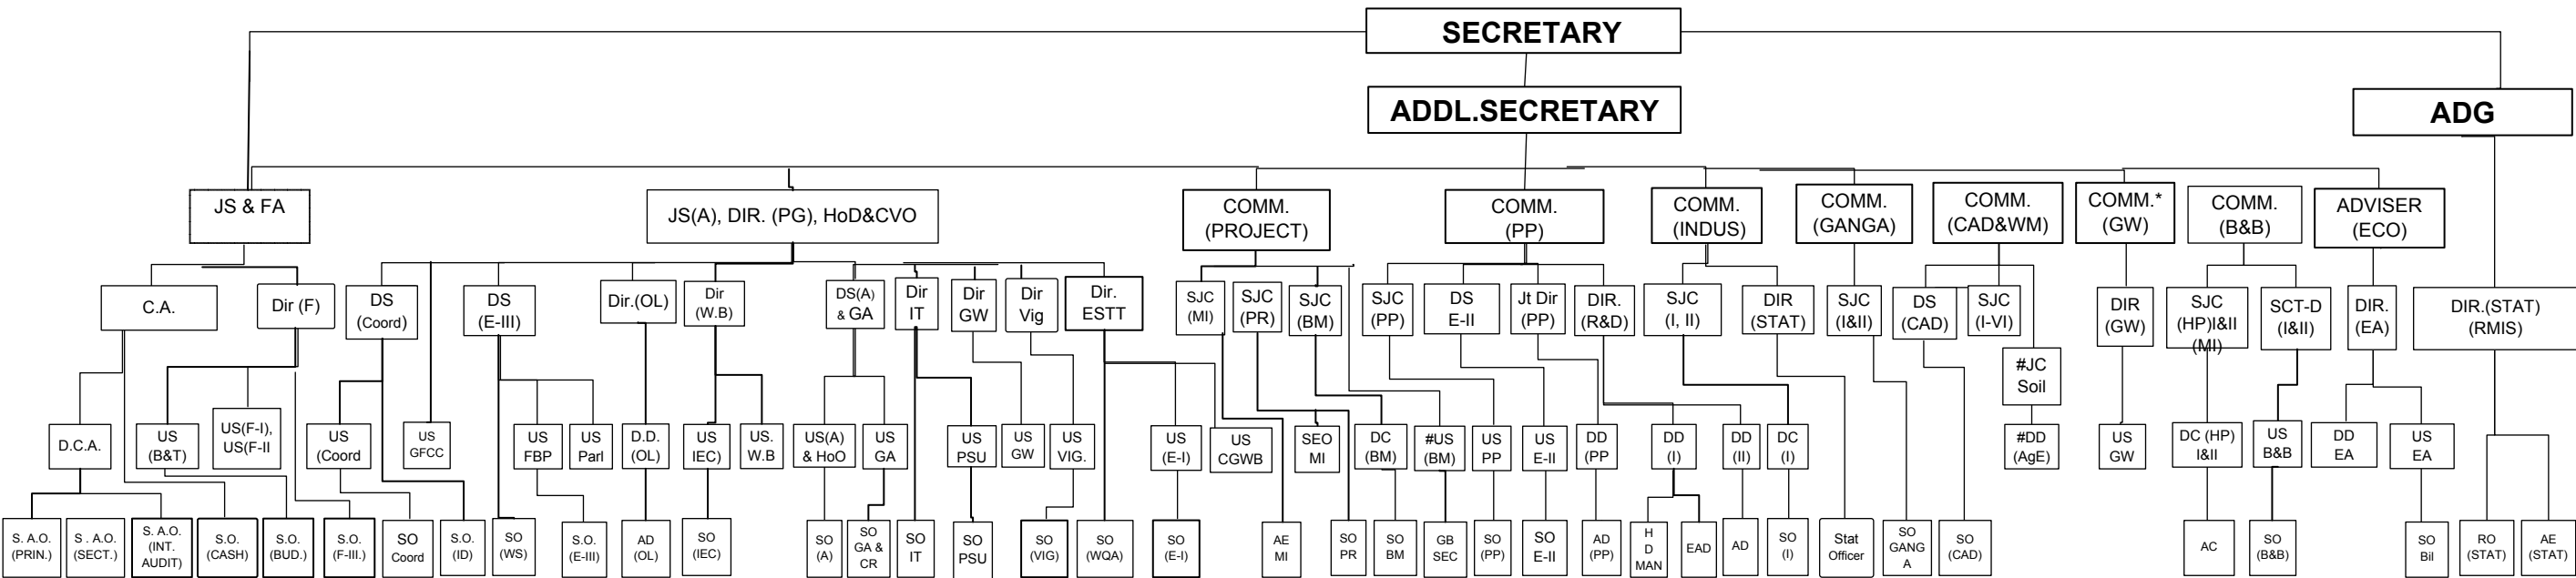 SECRETARY
ADDL.SECRETARY
ADG
JS & FA
JS(A), DIR. (PG), HoD&CVO
COMM.
(PROJECT)
COMM.
(PP)
COMM.
(INDUS)
COMM.
(GANGA)
COMM.
(CAD&WM)
COMM.*
(GW)
COMM.
(B&B)
ADVISER
(ECO)
C.A.
Dir (F)
DS
(Coord)
DS
(E-III)
Dir.(OL)
Dir
(W.B)
DS(A)
& GA
Dir
IT
Dir
GW
Dir
Vig
Dir.
ESTT
SJC
(MI)
SJC
(PR)
SJC
(BM)
SJC
(PP)
DS
E-II
Jt Dir
(PP)
DIR.
(R&D)
SJC
(I, II)
DIR
(STAT)
SJC
(I&II)
DS
(CAD)
SJC
(I-VI)
DIR
(GW)
SJC
(HP)I&II
(MI)
SCT-D
(I&II)
DIR.
(EA)
DIR.(STAT)
(RMIS)
#JC
Soil
D.C.A.
US
(B&T)
US(F-I),
US(F-II
US
(Coord
US
GFCC
US
FBP
US
Parl
D.D.
(OL)
US
IEC)
US.
W.B
US(A)
& HoO
US
GA
US
PSU
US
GW
US
VIG.
US
(E-I)
US
CGWB
SEO
MI
DC
(BM)
#US
(BM)
US
PP
US
E-II
DD
(PP
DD
(I)
DD
(II)
DC
(I)
#DD
(AgE)
US
GW
DC (HP)
I&II
US
B&B
DD
EA
US
EA
S. A.O.
(PRIN.)
S . A.O.
(SECT.)
S. A.O.
(INT.
AUDIT)
S.O.
(CASH)
S.O.
(BUD.)
S.O.
(F-III.)
SO
Coord
S.O.
(ID)
SO
(WS)
S.O.
(E-III)
AD
(OL)
SO
(IEC)
SO
(A)
SO
GA &
CR
SO
IT
SO
PSU
SO
(VIG)
SO
(WQA)
SO
(E-I)
AE
MI
SO
PR
SO
BM
GB
SEC
SO
(PP)
SO
E-II
AD
(PP)
H
D
MAN
EAD
AD
SO
(I)
Stat
Officer
SO
GANG
A
SO
(CAD)
AC
SO
(B&B)
SO
Bil
RO
(STAT)
AE
(STAT)